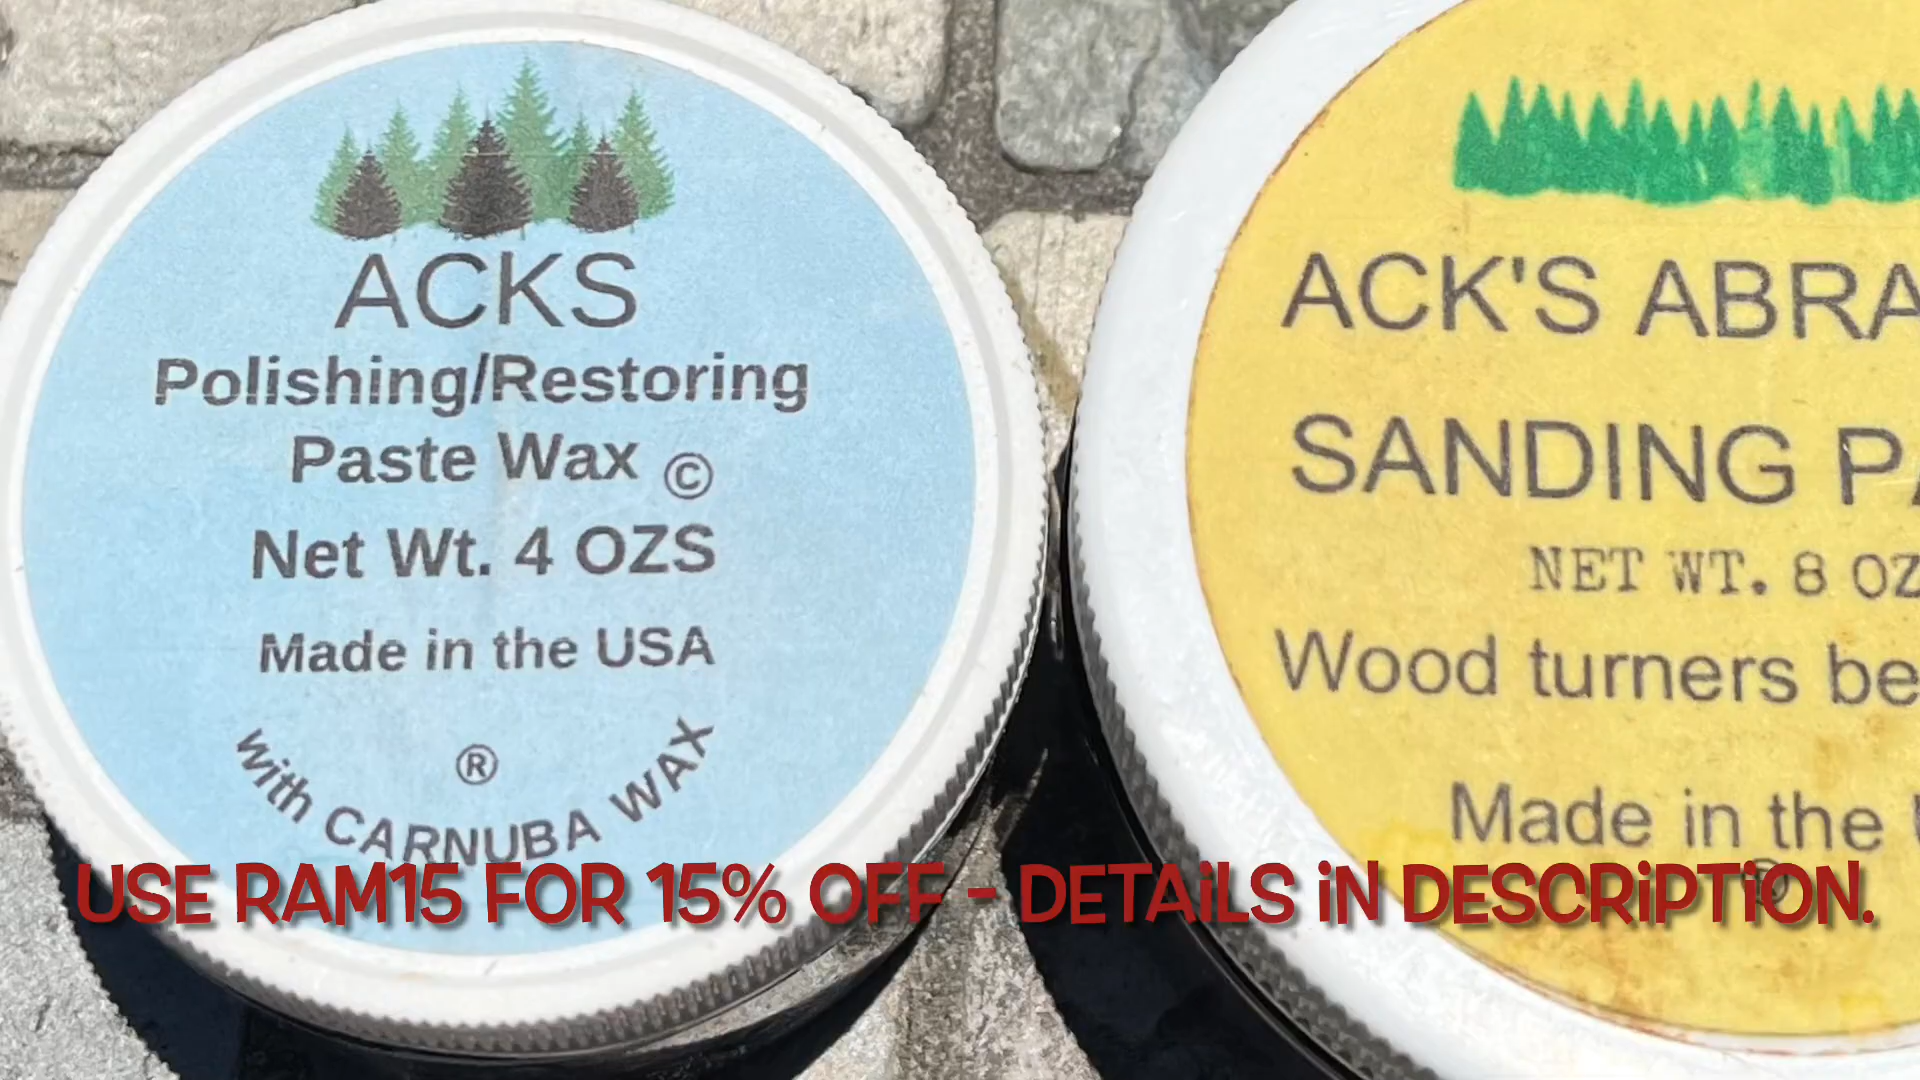 ACKS
Polishing/Restoring
Paste Wax ©
Net Wt. 4 OZS
Made in the USA
®
with CARNUBA WAX
ACK'S ABRA
SANDING PA
NET WT. 8 OZ
Wood turners be
Made in the
®
USE RAM15 FOR 15% OFF - DETAiLS iN DESCRiPTiON.